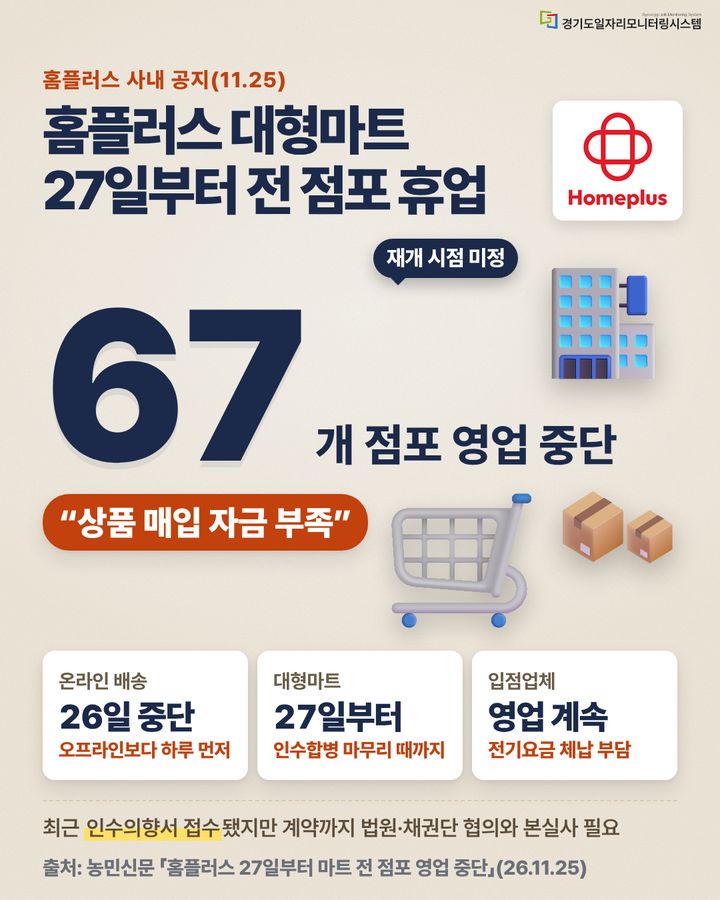 경기도일자리모니터링시스템
홈플러스 사내 공지(11.25)
홈플러스 대형마트
27일부터 전 점포 휴업
Homeplus
재개 시점 미정
67
개 점포 영업 중단
“상품 매입 자금 부족”
온라인 배송
26일 중단
오프라인보다 하루 먼저
대형마트
27일부터
인수합병 마무리 때까지
입점업체
영업 계속
전기요금 체납 부담
최근 인수의향서 접수됐지만 계약까지 법원·채권단 협의와 본실사 필요
출처: 농민신문 「홈플러스 27일부터 마트 전 점포 영업 중단」(26.11.25)